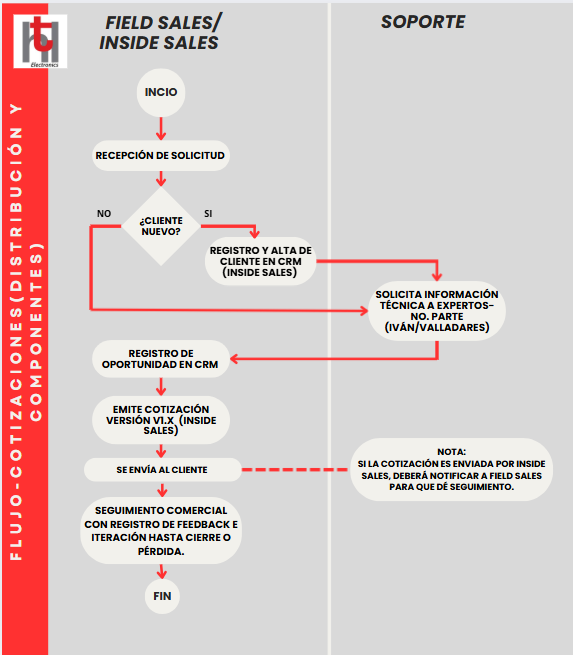 FIELD SALES/
INSIDE SALES
SOPORTE
Electronics
FLUJO-COTIZACIONES(DISTRIBUCIÓN Y
COMPONENTES)
INCIO
RECEPCIÓN DE SOLICITUD
¿CLIENTE
NUEVO?
NO
SI
REGISTRO Y ALTA DE
CLIENTE EN CRM
(INSIDE SALES)
SOLICITA INFORMACIÓN
TÉCNICA A EXPERTOS-
NO. PARTE
(IVÁN/VALLADARES)
REGISTRO DE
OPORTUNIDAD EN CRM
EMITE COTIZACIÓN
VERSIÓN V1.X (INSIDE
SALES)
SE ENVÍA AL CLIENTE
NOTA:
SI LA COTIZACIÓN ES ENVIADA POR INSIDE
SALES, DEBERÁ NOTIFICAR A FIELD SALES
PARA QUE DÉ SEGUIMIENTO.
SEGUIMIENTO COMERCIAL
CON REGISTRO DE FEEDBACK E
ITERACIÓN HASTA CIERRE O
PÉRDIDA.
FIN